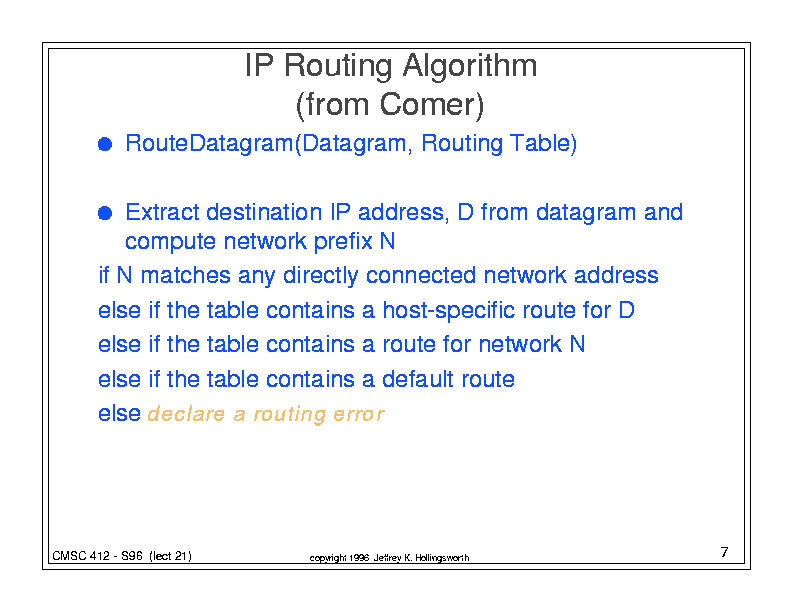 IP Routing Algorithm
(from Comer)
● RouteDatagram(Datagram, Routing Table)
● Extract destination IP address, D from datagram and
compute network prefix N
if N matches any directly connected network address
else if the table contains a host-specific route for D
else if the table contains a route for network N
else if the table contains a default route
else declare a routing error
CMSC 412 - S96 (lect 21)
copyright 1996 Jeffrey K. Hollingsworth
7